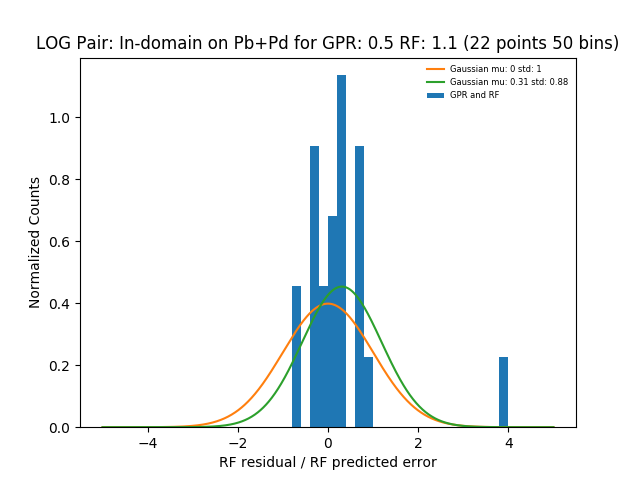 LOG Pair: In-domain on Pb+Pd for GPR: 0.5 RF: 1.1 (22 points 50 bins)
Gaussian mu: 0 std: 1
Gaussian mu: 0.31 std: 0.88
GPR and RF
Normalized Counts
1.0
0.8
0.6
0.4
0.2
0.0
−4 −2 0 2 4
RF residual / RF predicted error